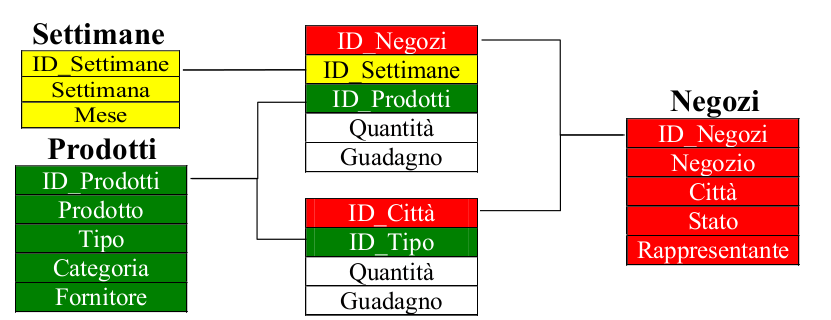 Settimane
ID_Settimane
Settimana
Mese
Prodotti
ID_Prodotti
Prodotto
Tipo
Categoria
Fornitore
ID_Negozi
ID_Settimane
ID_Prodotti
Quantità
Guadagno
ID_Città
ID_Tipo
Quantità
Guadagno
Negozi
ID_Negozi
Negozio
Città
Stato
Rappresentante